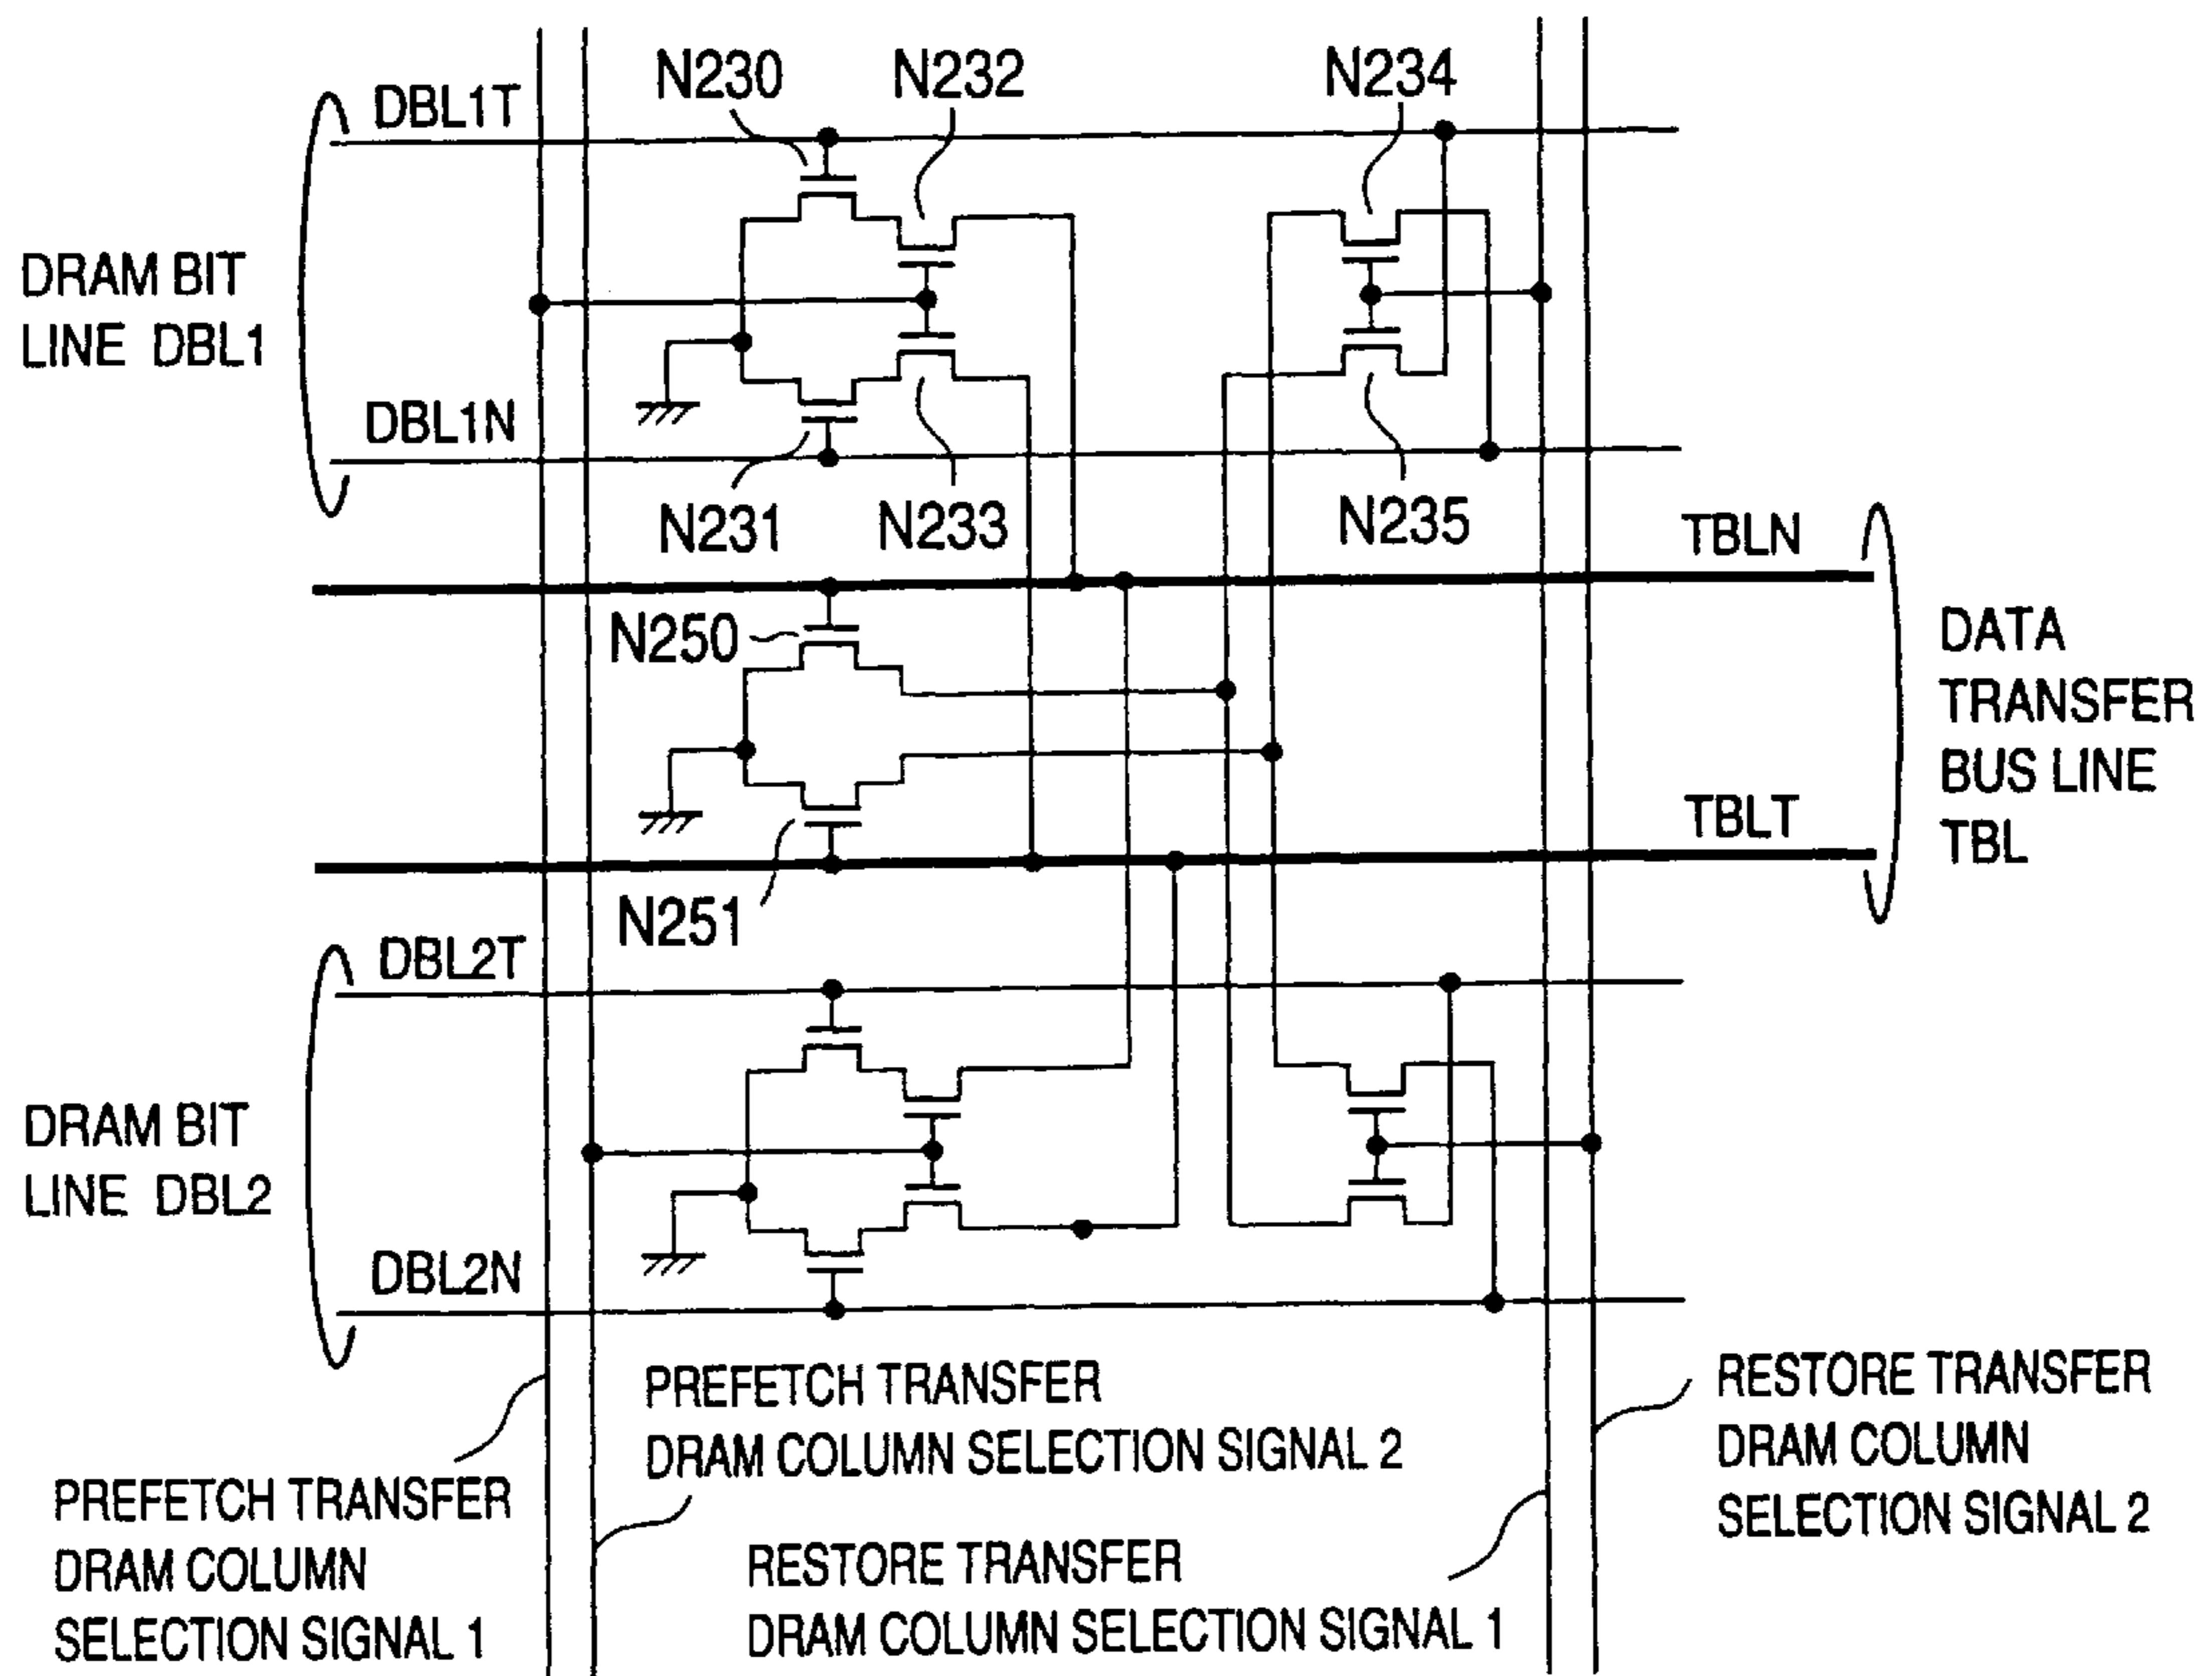 N230
N232
N234
DBL1T
DRAM BIT
LINE DBL1
DBL1N
N231
N233
N235
TBLN
N250
DATA
TRANSFER
BUS LINE
TBL
TBLT
N251
DBL2T
DRAM BIT
LINE DBL2
DBL2N
PREFETCH TRANSFER
DRAM COLUMN SELECTION SIGNAL 2
RESTORE TRANSFER
DRAM COLUMN
SELECTION SIGNAL 2
PREFETCH TRANSFER
DRAM COLUMN
SELECTION SIGNAL 1
RESTORE TRANSFER
DRAM COLUMN SELECTION SIGNAL 1